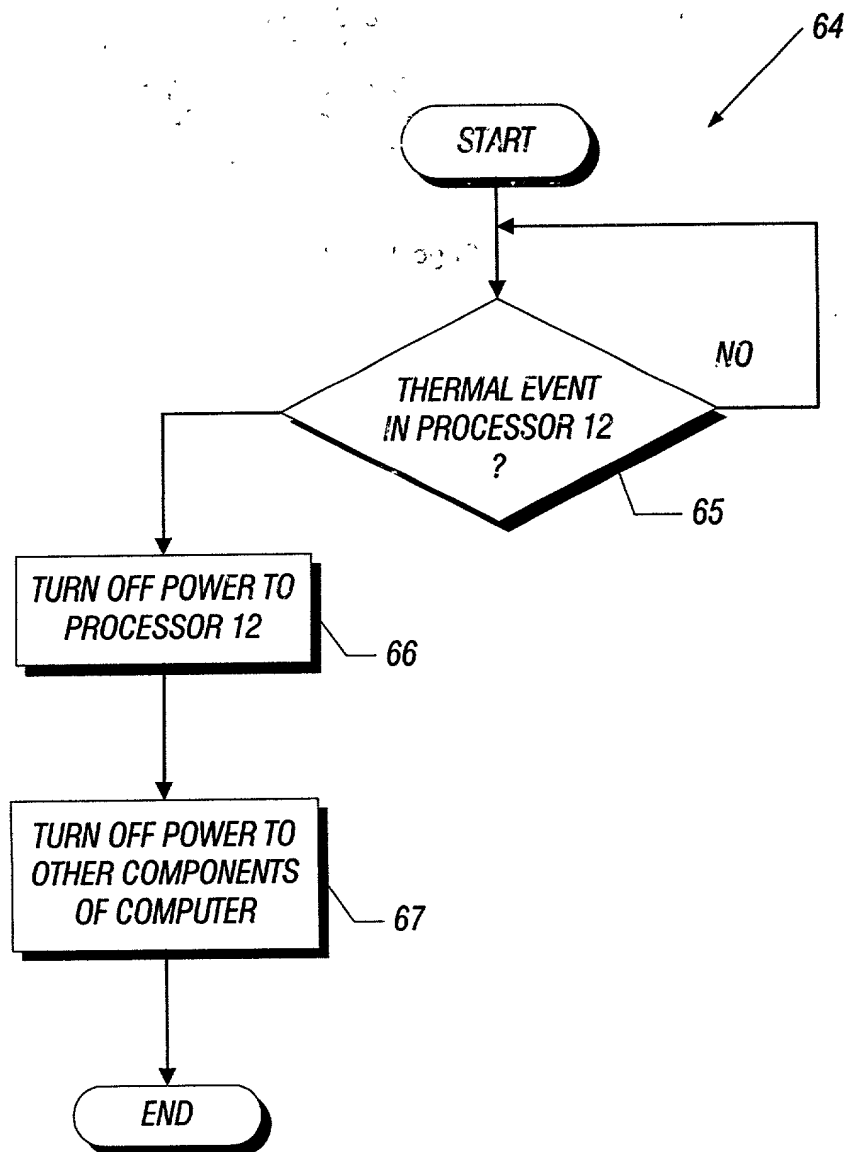 64
START
NO
THERMAL EVENT
IN PROCESSOR 12
?
65
TURN OFF POWER TO
PROCESSOR 12
66
TURN OFF POWER TO
OTHER COMPONENTS
OF COMPUTER
67
END